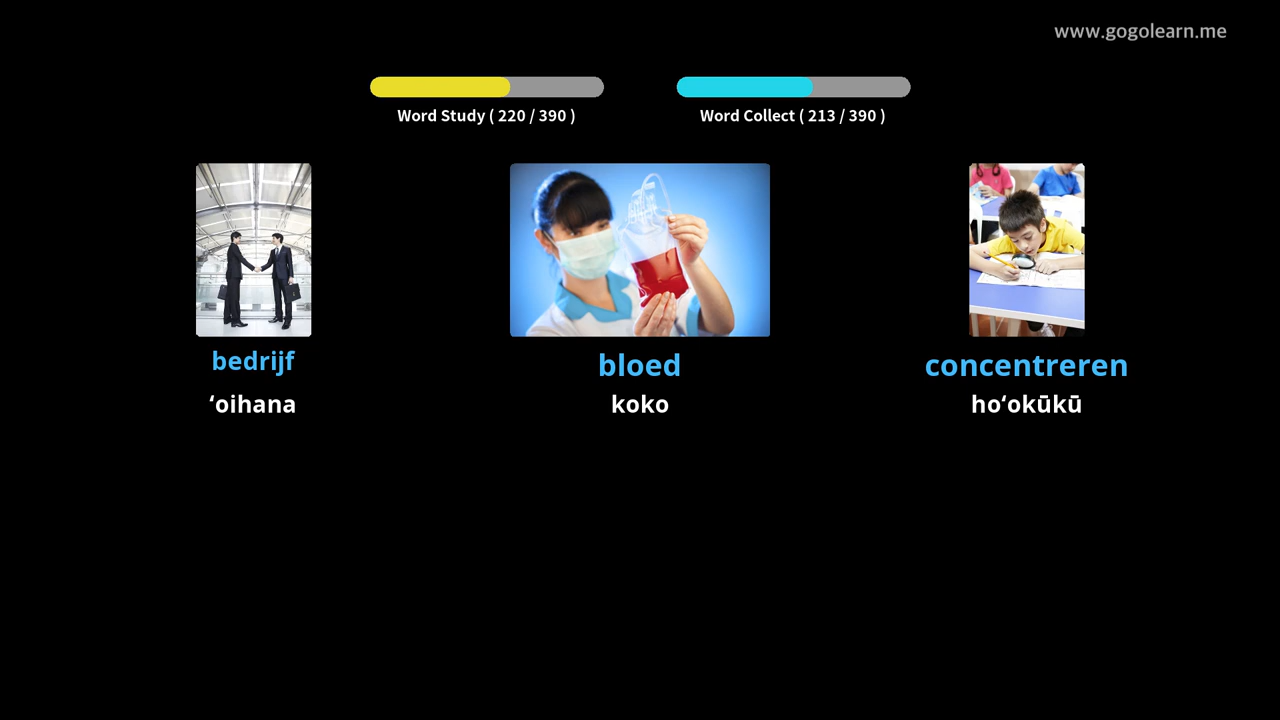 www.gogolearn.me
Word Study ( 220 / 390 )
Word Collect ( 213 / 390 )
bedrijf
bloed
concentreren
ʻoihana
koko
hoʻokūkū